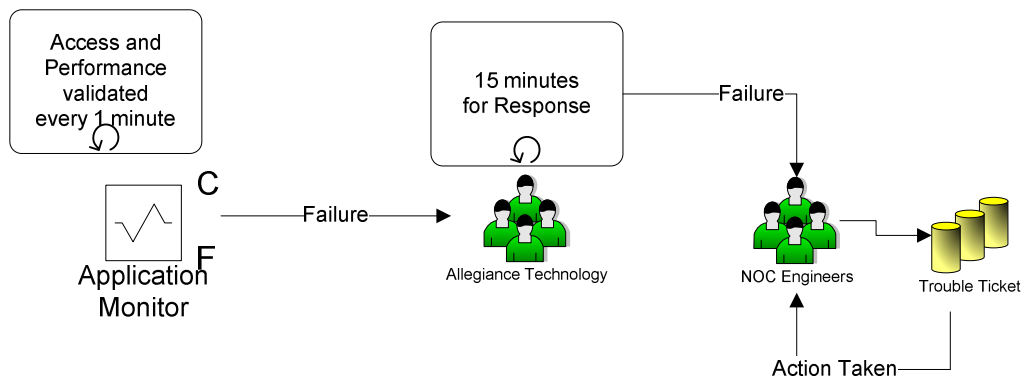 Access and
Performance
validated
every 1 minute
15 minutes
for Response
Failure
C
F
Application
Monitor
Failure
Allegiance Technology
NOC Engineers
Trouble Ticket
Action Taken